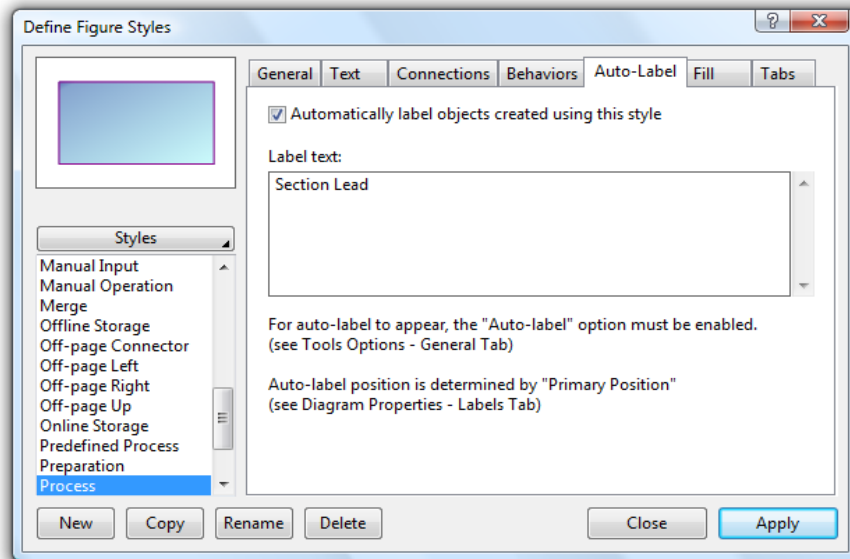 Define Figure Styles
?
General Text Connections Behaviors Auto-Label Fill Tabs
Automatically label objects created using this style
Label text:
Section Lead
Styles
Manual Input
Manual Operation
Merge
Offline Storage
Off-page Connector
Off-page Left
Off-page Right
Off-page Up
Online Storage
Predefined Process
Preparation
Process
For auto-label to appear, the "Auto-label" option must be enabled.
(see Tools Options - General Tab)
Auto-label position is determined by "Primary Position"
(see Diagram Properties - Labels Tab)
New Copy Rename Delete Close Apply